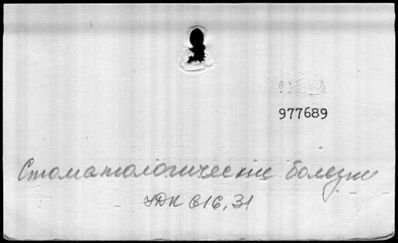 977689
Стоматологические болезни
УДК 616,31